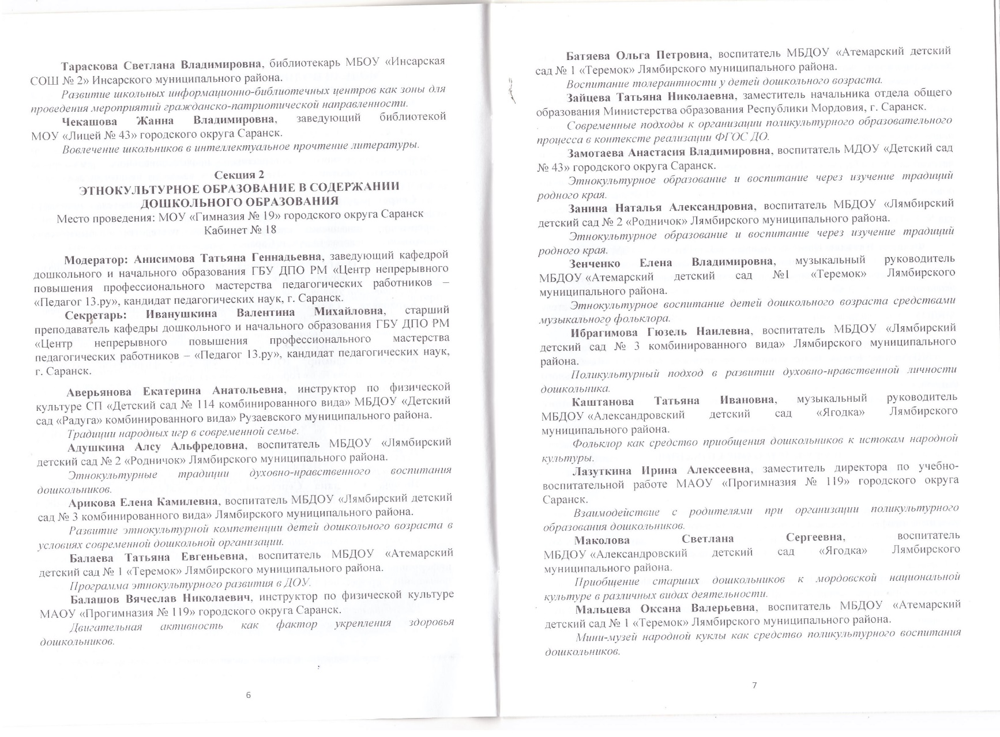 Тараскова Светлана Владимировна, библиотекарь МБОУ «Инсарская
СОШ № 2» Инсарского муниципального района.
Развитие школьных информационно-библиотечных центров как зоны для
проведения мероприятий гражданско-патриотической направленности.
Чекашова Жанна Владимировна, заведующий библиотекой
МОУ «Лицей № 43» городского округа Саранск.
Вовлечение школьников в интеллектуальное прочтение литературы.
Секция 2
ЭТНОКУЛЬТУРНОЕ ОБРАЗОВАНИЕ В СОДЕРЖАНИИ
ДОШКОЛЬНОГО ОБРАЗОВАНИЯ
Место проведения: МОУ «Гимназия № 19» городского округа Саранск
Кабинет № 18
Модератор: Анисимова Татьяна Геннадьевна, заведующий кафедрой
дошкольного и начального образования ГБУ ДПО РМ «Центр непрерывного
повышения профессионального мастерства педагогических работников –
«Педагог 13.ру», кандидат педагогических наук, г. Саранск.
Секретарь: Иванушкина Валентина Михайловна, старший
преподаватель кафедры дошкольного и начального образования ГБУ ДПО РМ
«Центр непрерывного повышения профессионального мастерства
педагогических работников – «Педагог 13.ру», кандидат педагогических наук,
г. Саранск.
Аверьянова Екатерина Анатольевна, инструктор по физической
культуре СП «Детский сад № 114 комбинированного вида» МБДОУ «Детский
сад «Радуга» комбинированного вида» Рузаевского муниципального района.
Традиции народных игр в современной семье.
Адушкина Алсу Альфредовна, воспитатель МБДОУ «Лямбирский
детский сад № 2 «Родничок» Лямбирского муниципального района.
Этнокультурные традиции духовно-нравственного воспитания
дошкольников.
Арикова Елена Камилевна, воспитатель МБДОУ «Лямбирский детский
сад № 3 комбинированного вида» Лямбирского муниципального района.
Развитие этнокультурной компетенции детей дошкольного возраста в
условиях современной дошкольной организации.
Балаева Татьяна Евгеньевна, воспитатель МБДОУ «Атемарский
детский сад № 1 «Теремок» Лямбирского муниципального района.
Программа этнокультурного развития в ДОУ.
Балашов Вячеслав Николаевич, инструктор по физической культуре
МАОУ «Прогимназия № 119» городского округа Саранск.
Двигательная активность как фактор укрепления здоровья
дошкольников.
6
Батяева Ольга Петровна, воспитатель МБДОУ «Атемарский детский
сад № 1 «Теремок» Лямбирского муниципального района.
Воспитание толерантности у детей дошкольного возраста.
Зайцева Татьяна Николаевна, заместитель начальника отдела общего
образования Министерства образования Республики Мордовия, г. Саранск.
Современные подходы к организации поликультурного образовательного
процесса в контексте реализации ФГОС ДО.
Замотаева Анастасия Владимировна, воспитатель МДОУ «Детский сад
№ 43» городского округа Саранск.
Этнокультурное образование и воспитание через изучение традиций
родного края.
Занина Наталья Александровна, воспитатель МБДОУ «Лямбирский
детский сад № 2 «Родничок» Лямбирского муниципального района.
Этнокультурное образование и воспитание через изучение традиций
родного края.
Зенченко Елена Владимировна, музыкальный руководитель
МБДОУ «Атемарский детский сад №1 «Теремок» Лямбирского
муниципального района.
Этнокультурное воспитание детей дошкольного возраста средствами
музыкального фольклора.
Ибрагимова Гюзель Наилевна, воспитатель МБДОУ «Лямбирский
детский сад № 3 комбинированного вида» Лямбирского муниципального
района.
Поликультурный подход в развитии духовно-нравственной личности
дошкольника.
Каштанова Татьяна Ивановна, музыкальный руководитель
МБДОУ «Александровский детский сад «Ягодка» Лямбирского
муниципального района.
Фольклор как средство приобщения дошкольников к истокам народной
культуры.
Лазуткина Ирина Алексеевна, заместитель директора по учебно-
воспитательной работе МАОУ «Прогимназия № 119» городского округа
Саранск.
Взаимодействие с родителями при организации поликультурного
образования дошкольников.
Маколова Светлана Сергеевна, воспитатель
МБДОУ «Александровский детский сад «Ягодка» Лямбирского
муниципального района.
Приобщение старших дошкольников к мордовской национальной
культуре в различных видах деятельности.
Мальцева Оксана Валерьевна, воспитатель МБДОУ «Атемарский
детский сад № 1 «Теремок» Лямбирского муниципального района.
Мини-музей народной куклы как средство поликультурного воспитания
дошкольников.
7